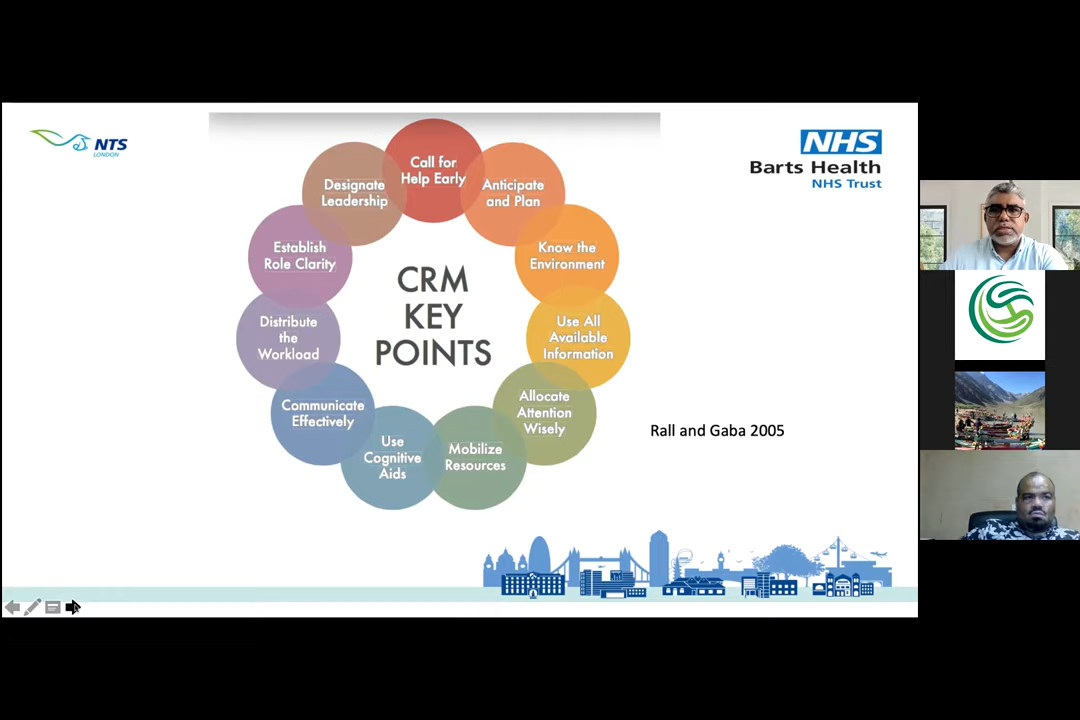 NTS
LONDON
NHS
Barts Health
NHS Trust
CRM
KEY
POINTS
Call for
Help Early
Anticipate
and Plan
Know the
Environment
Use All
Available
Information
Allocate
Attention
Wisely
Mobilize
Resources
Use
Cognitive
Aids
Communicate
Effectively
Distribute
the
Workload
Establish
Role Clarity
Designate
Leadership
Rall and Gaba 2005